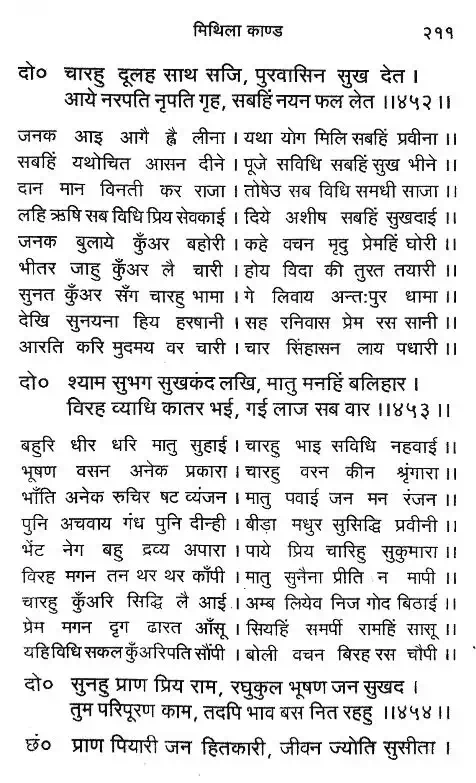 मिथिला काण्ड २११
दो० चारहु दूलह साथ सजि, पुरवासिन सुख देत ।
आये नरपति नृपति गृह, सबहिं नयन फल लेत ।।४५२।।
जनक आइ आगै ह्वै लीना । यथा योग मिलि सबहिं प्रवीना ।।
सबहिं यथोचित आसन दीने । पूजे सविधि सबहिं सुख भीने ।।
दान मान विनती कर राजा । तोषेउ सब विधि समधी साजा ।।
लहि ऋषि सब विधि प्रिय सेवकाई । दिये अशीष सबहिं सुखदाई ।।
जनक बुलाये कुँअर बहोरी । कहे वचन मृदु प्रेमहिं घोरी ।।
भीतर जाहु कुँअर लै चारी । होय विदा की तुरत तयारी ।।
सुनत कुँअर सँग चारहु भामा । गे लिवाय अन्तःपुर धामा ।।
देखि सुनयना हिय हरषानी । सह रनिवास प्रेम रस सानी ।।
आरति करि मुदमय वर चारी । चार सिंहासन लाय पधारी ।।
दो० श्याम सुभग सुखकंद लखि, मातु मनहिं बलिहार ।
विरह व्याधि कातर भई, गई लाज सब वार ।।४५३।।
बहुरि धीर धरि मातु सुहाई । चारहु भाइ सविधि नहवाई ।।
भूषण वसन अनेक प्रकारा । चारहु वरन कीन श्रृंगारा ।।
भाँति अनेक रुचिर षट व्यंजन । मातु पवाई जन मन रंजन ।।
पुनि अचवाय गंध पुनि दीन्ही । बीड़ा मधुर सुसिद्धि प्रवीनी ।।
भेंट नेग बहु द्रव्य अपारा । पाये प्रिय चारिहु सुकुमारा ।।
विरह मगन तन थर थर काँपी । मातु सुनैना प्रीति न मापी ।।
चारहु कुँअरि सिद्धि लै आई । अम्ब लियेव निज गोद बिठाई ।।
प्रेम मगन दृग ढारत आँसू । सियहिं समर्पी रामहिं सासू ।।
यहि विधि सकल कुँअरिपति सौंपी । बोली वचन बिरह रस चौपी ।।
दो० सुनहु प्राण प्रिय राम, रघुकुल भूषण जन सुखद ।
तुम परिपूरण काम, तदपि भाव बस नित रहहु ।।४५४।।
छं० प्राण पियारी जन हितकारी, जीवन ज्योति सुसीता ।